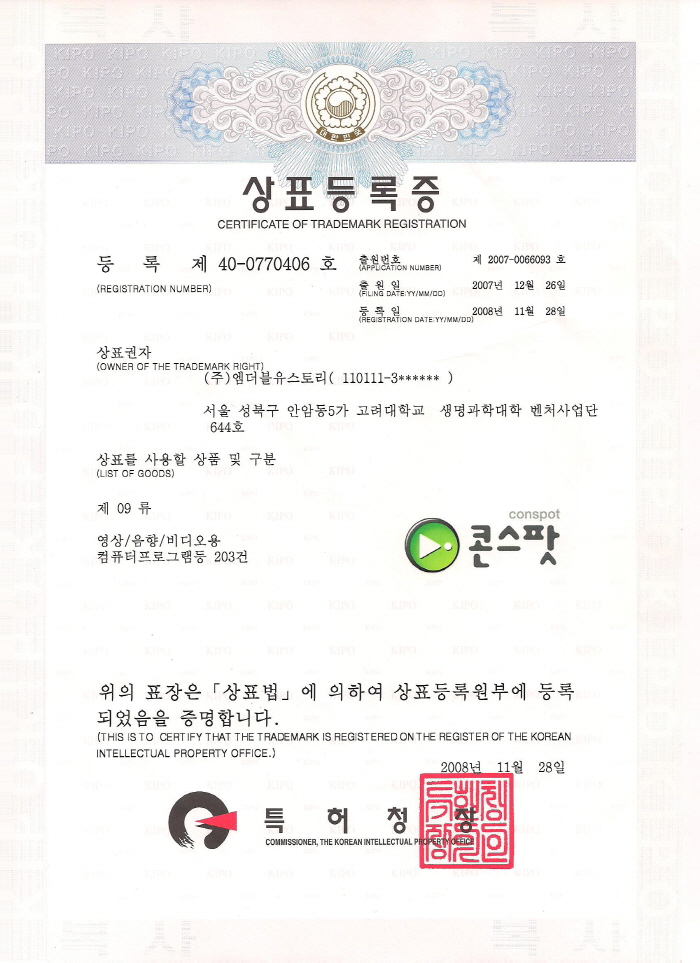 대한민국
상표등록증
CERTIFICATE OF TRADEMARK REGISTRATION
등 록 제 40-0770406 호
(REGISTRATION NUMBER)
출원번호 제 2007-0066093 호
(APPLICATION NUMBER)
출 원 일 2007년 12월 26일
(FILING DATE:YY/MM/DD)
등 록 일 2008년 11월 28일
(REGISTRATION DATE:YY/MM/DD)
상표권자
(OWNER OF THE TRADEMARK RIGHT)
(주)엠더블유스토리( 110111-3****** )
서울 성북구 안암동5가 고려대학교 생명과학대학 벤처사업단
644호
상표를 사용할 상품 및 구분
(LIST OF GOODS)
제 09 류
영상/음향/비디오용
컴퓨터프로그램등 203건
conspot
콘스팟
위의 표장은「상표법」에 의하여 상표등록원부에 등록
되었음을 증명합니다.
(THIS IS TO CERTIFY THAT THE TRADEMARK IS REGISTERED ON THE REGISTER OF THE KOREAN
INTELLECTUAL PROPERTY OFFICE.)
2008년 11월 28일
특 허 청 장
COMMISSIONER, THE KOREAN INTELLECTUAL PROPERTY OFFICE